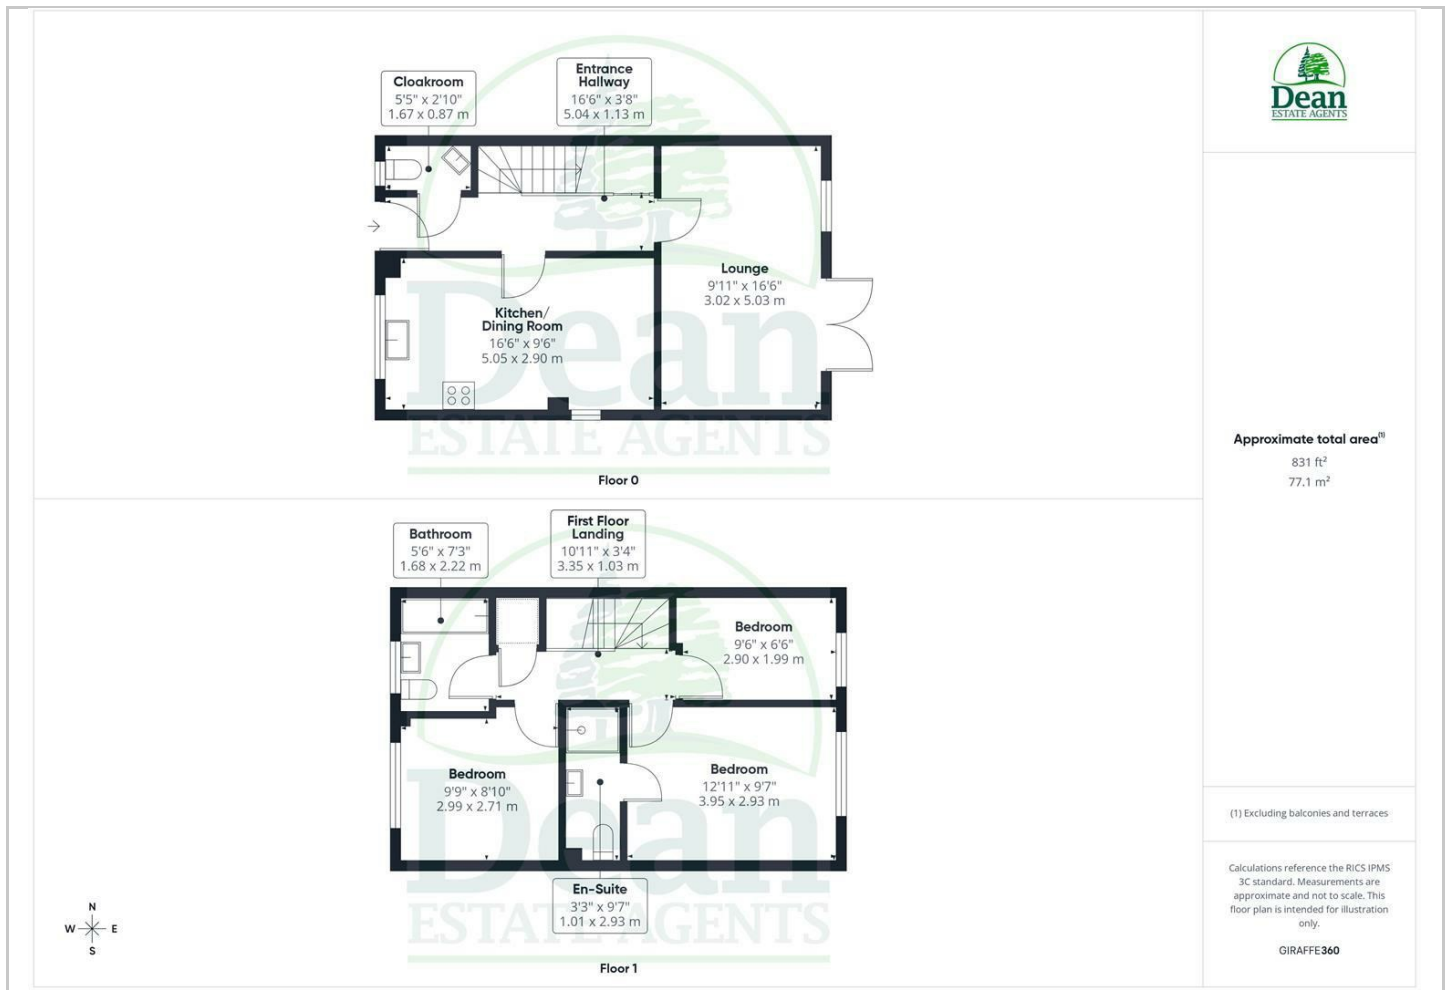 Cloakroom
5'5" x 2'10"
1.67 x 0.87 m
Entrance
Hallway
16'6" x 3'8"
5.04 x 1.13 m
Lounge
9'11" x 16'6"
3.02 x 5.03 m
Kitchen/
Dining Room
16'6" x 9'6"
5.05 x 2.90 m
Dean
ESTATE AGENTS
Floor 0
Bathroom
5'6" x 7'3"
1.68 x 2.22 m
First Floor
Landing
10'11" x 3'4"
3.35 x 1.03 m
Bedroom
9'6" x 6'6"
2.90 x 1.99 m
Bedroom
9'9" x 8'10"
2.99 x 2.71 m
Bedroom
12'11" x 9'7"
3.95 x 2.93 m
En-Suite
3'3" x 9'7"
1.01 x 2.93 m
Dean
ESTATE AGENTS
Floor 1
N
W E
S
Dean
ESTATE AGENTS
Approximate total area⁽¹⁾
831 ft²
77.1 m²
(1) Excluding balconies and terraces
Calculations reference the RICS IPMS
3C standard. Measurements are
approximate and not to scale. This
floor plan is intended for illustration
only.
GIRAFFE360